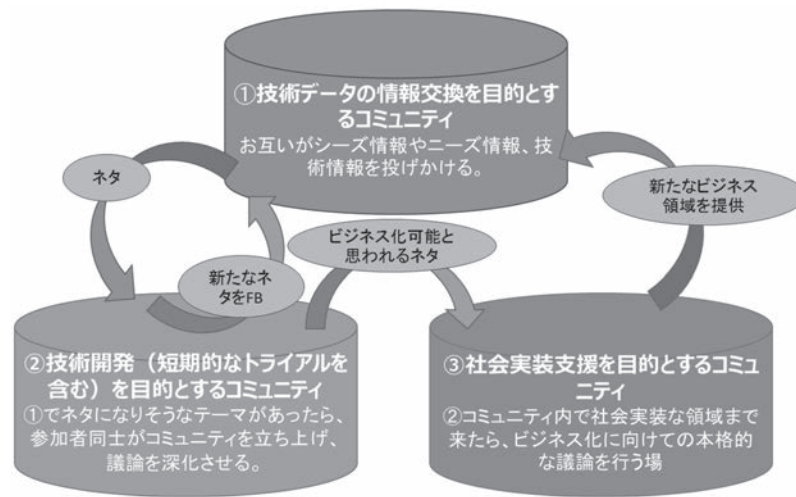 ①技術データの情報交換を目的とす
るコミュニティ
お互いがシーズ情報やニーズ情報、技
術情報を投げかける。
ネタ
新たなビジネス
領域を提供
ビジネス化可能と
思われるネタ
新たなネ
タをFB
②技術開発（短期的なトライアルを
含む）を目的とするコミュニティ
①でネタになりそうなテーマがあったら、
参加者同士がコミュニティを立ち上げ、
議論を深化させる。
③社会実装支援を目的とするコミュ
ニティ
②コミュニティ内で社会実装な領域まで
来たら、ビジネス化に向けての本格的
な議論を行う場